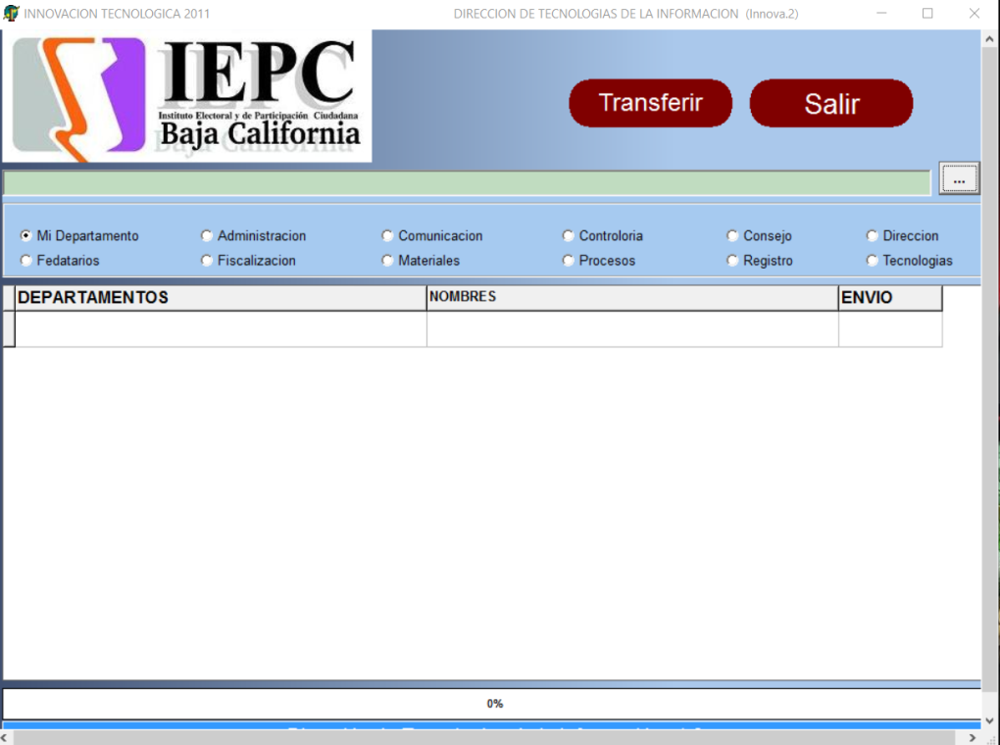 INNOVACION TECNOLOGICA 2011 DIRECCION DE TECNOLOGIAS DE LA INFORMACION (Innova.2)
IEPC
Instituto Electoral y de Participación Ciudadana
Baja California
Transferir Salir
...
Mi Departamento Administracion Comunicacion Controloria Consejo Direccion
Fedatarios Fiscalizacion Materiales Procesos Registro Tecnologias
DEPARTAMENTOS NOMBRES ENVIO
0%